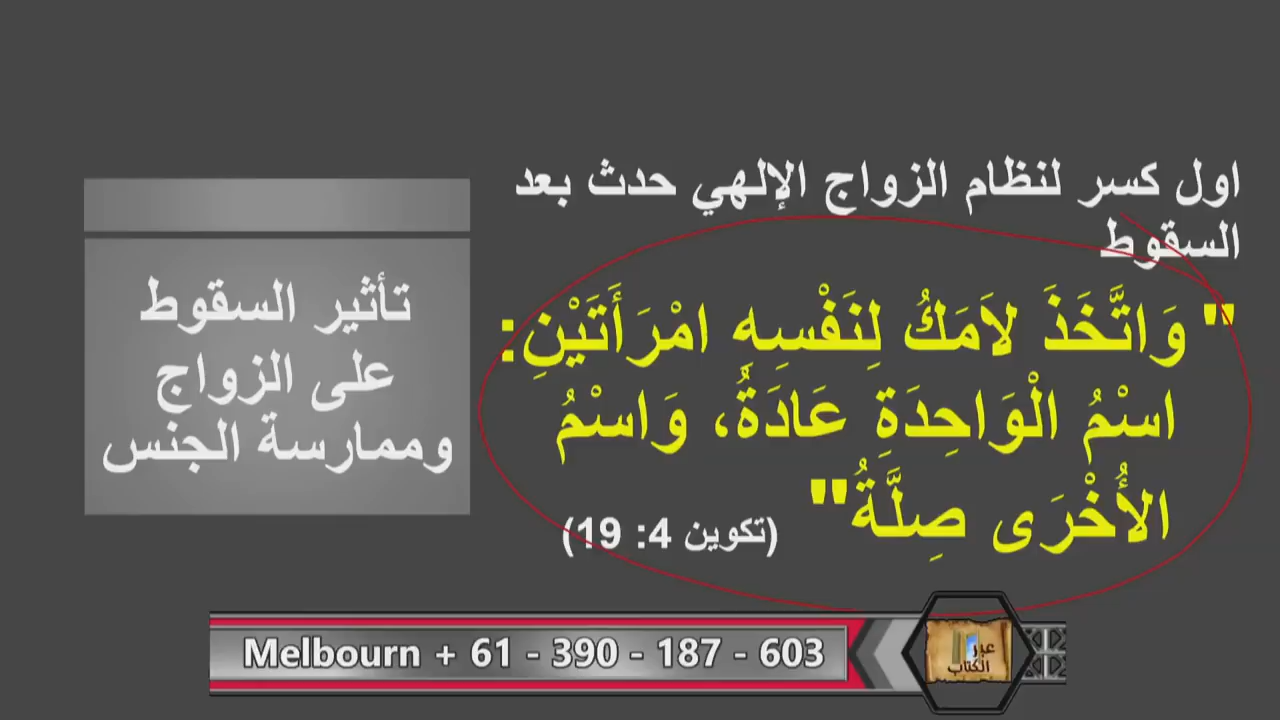 اول كسر لنظام الزواج الإلهي حدث بعد
السقوط
" وَاتَّخَذَ لاَمَكُ لِنَفْسِهِ امْرَأَتَيْنِ:
اسْمُ الْوَاحِدَةِ عَادَةُ، وَاسْمُ
الأُخْرَى صِلَّةُ"
(تكوين 4: 19)
تأثير السقوط
على الزواج
وممارسة الجنس
Melbourn + 61 - 390 - 187 - 603
عبر
الكتاب